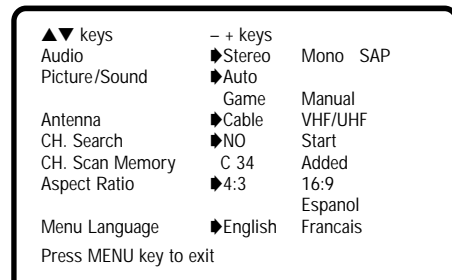 ▲▼ keys – + keys
Audio ➧Stereo Mono SAP
Picture/Sound ➧Auto
Game Manual
Antenna ➧Cable VHF/UHF
CH. Search ➧NO Start
CH. Scan Memory C 34 Added
Aspect Ratio ➧4:3 16:9
Espanol
Menu Language ➧English Francais
Press MENU key to exit